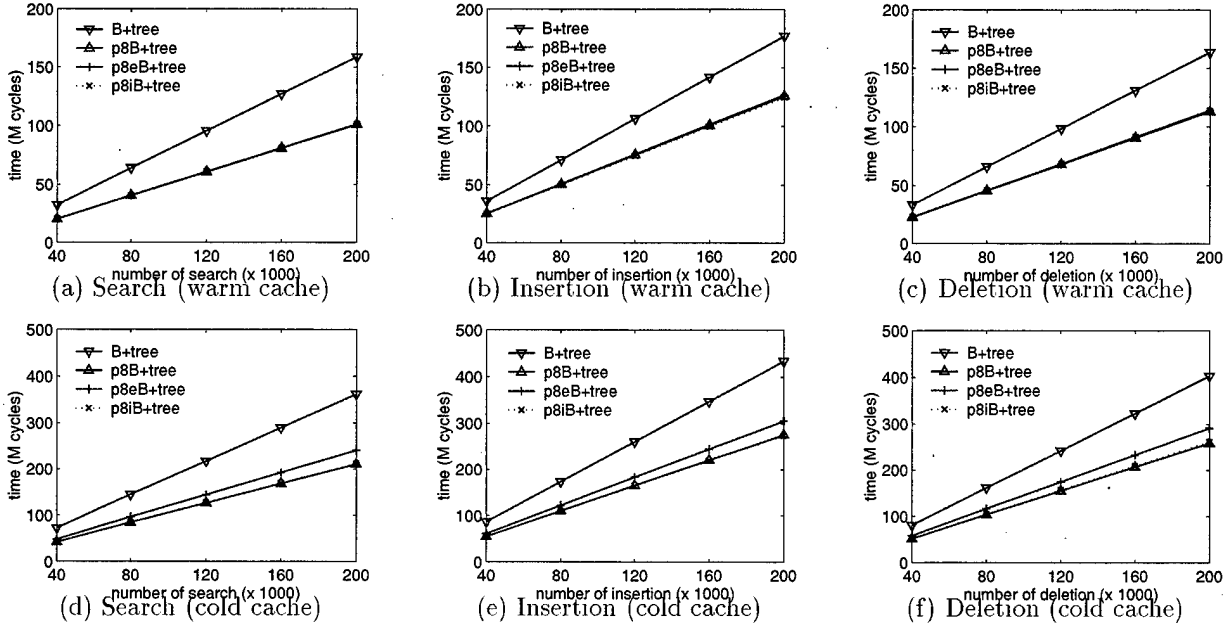 200
150
100
50
0
time (M cycles)
B+tree
p8B+tree
p8eB+tree
p8iB+tree
40 80 120 160 200
number of search (x 1000)
(a) Search (warm cache)
200
150
100
50
0
time (M cycles)
B+tree
p8B+tree
p8eB+tree
p8iB+tree
40 80 120 160 200
number of insertion (x 1000)
(b) Insertion (warm cache)
200
150
100
50
0
time (M cycles)
B+tree
p8B+tree
p8eB+tree
p8iB+tree
40 80 120 160 200
number of deletion (x 1000)
(c) Deletion (warm cache)
500
400
300
200
100
0
time (M cycles)
B+tree
p8B+tree
p8eB+tree
p8iB+tree
40 80 120 160 200
number of search (x 1000)
(d) Search (cold cache)
500
400
300
200
100
0
time (M cycles)
B+tree
p8B+tree
p8eB+tree
p8iB+tree
40 80 120 160 200
number of insertion (x 1000)
(e) Insertion (cold cache)
500
400
300
200
100
0
time (M cycles)
B+tree
p8B+tree
p8eB+tree
p8iB+tree
40 80 120 160 200
number of deletion (x 1000)
(f) Deletion (cold cache)